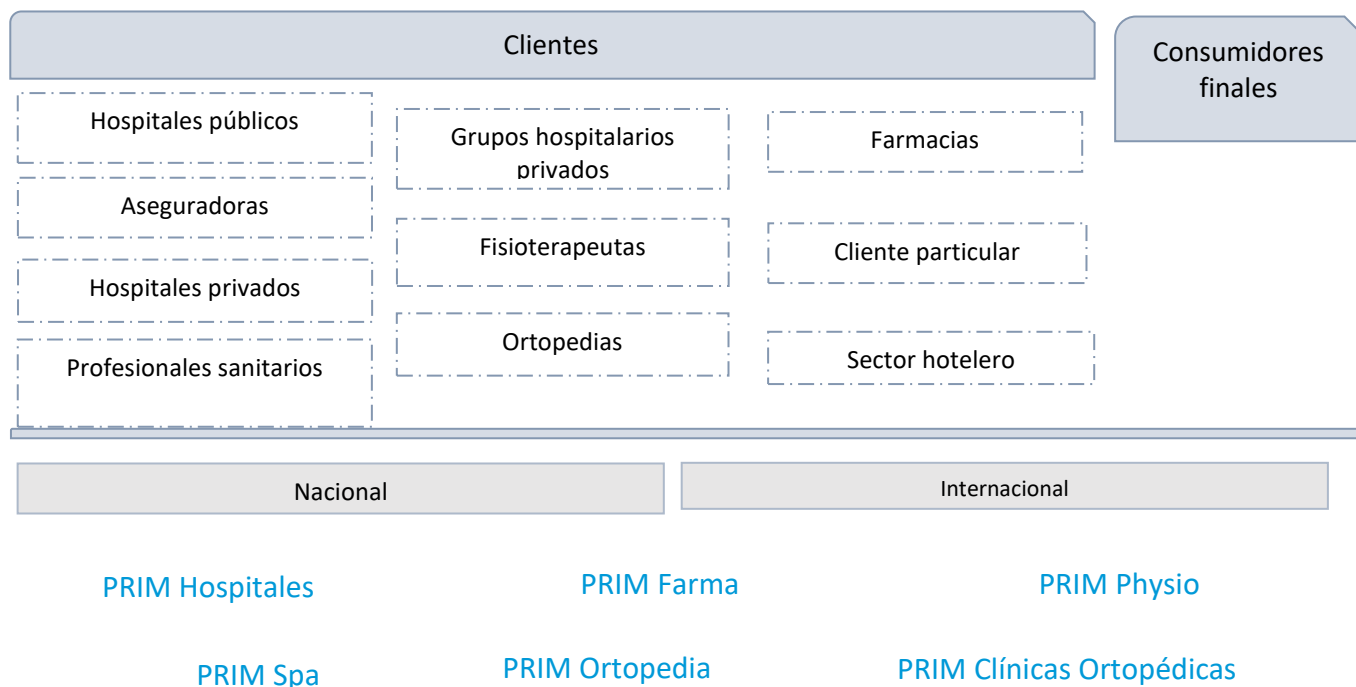 Clientes
Consumidores
finales
Hospitales públicos
Grupos hospitalarios
privados
Farmacias
Aseguradoras
Fisioterapeutas
Cliente particular
Hospitales privados
Ortopedias
Sector hotelero
Profesionales sanitarios
Nacional
Internacional
PRIM Hospitales
PRIM Farma
PRIM Physio
PRIM Spa
PRIM Ortopedia
PRIM Clínicas Ortopédicas